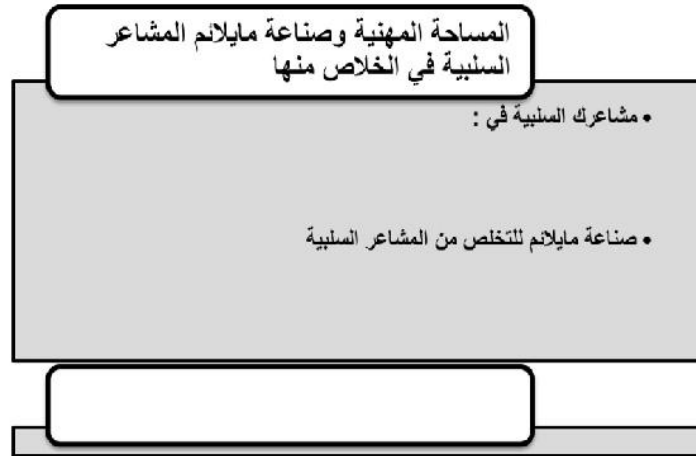 المساحة المهنية وصناعة مايلائم المشاعر
السلبية في الخلاص منها
• مشاعرك السلبية في :
• صناعة مايلائم للتخلص من المشاعر السلبية